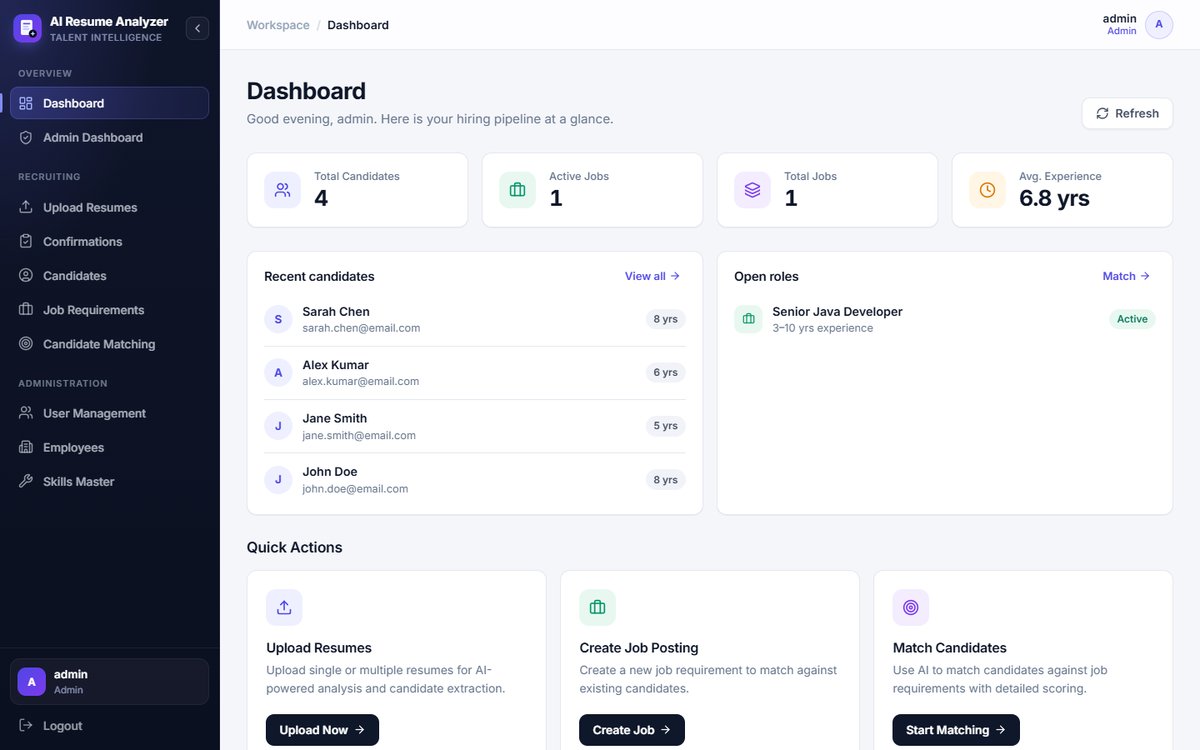 AI Resume Analyzer
TALENT INTELLIGENCE
OVERVIEW
Dashboard
Admin Dashboard
RECRUITING
Upload Resumes
Confirmations
Candidates
Job Requirements
Candidate Matching
ADMINISTRATION
User Management
Employees
Skills Master
A
admin
Admin
Logout
Workspace / Dashboard
admin
Admin
A
Dashboard
Good evening, admin. Here is your hiring pipeline at a glance.
Refresh
Total Candidates
4
Active Jobs
1
Total Jobs
1
Avg. Experience
6.8 yrs
Recent candidates
View all →
S
Sarah Chen
sarah.chen@email.com
8 yrs
A
Alex Kumar
alex.kumar@email.com
6 yrs
J
Jane Smith
jane.smith@email.com
5 yrs
J
John Doe
john.doe@email.com
8 yrs
Open roles
Match →
Senior Java Developer
3–10 yrs experience
Active
Quick Actions
Upload Resumes
Upload single or multiple resumes for AI-
powered analysis and candidate extraction.
Upload Now →
Create Job Posting
Create a new job requirement to match against
existing candidates.
Create Job →
Match Candidates
Use AI to match candidates against job
requirements with detailed scoring.
Start Matching →